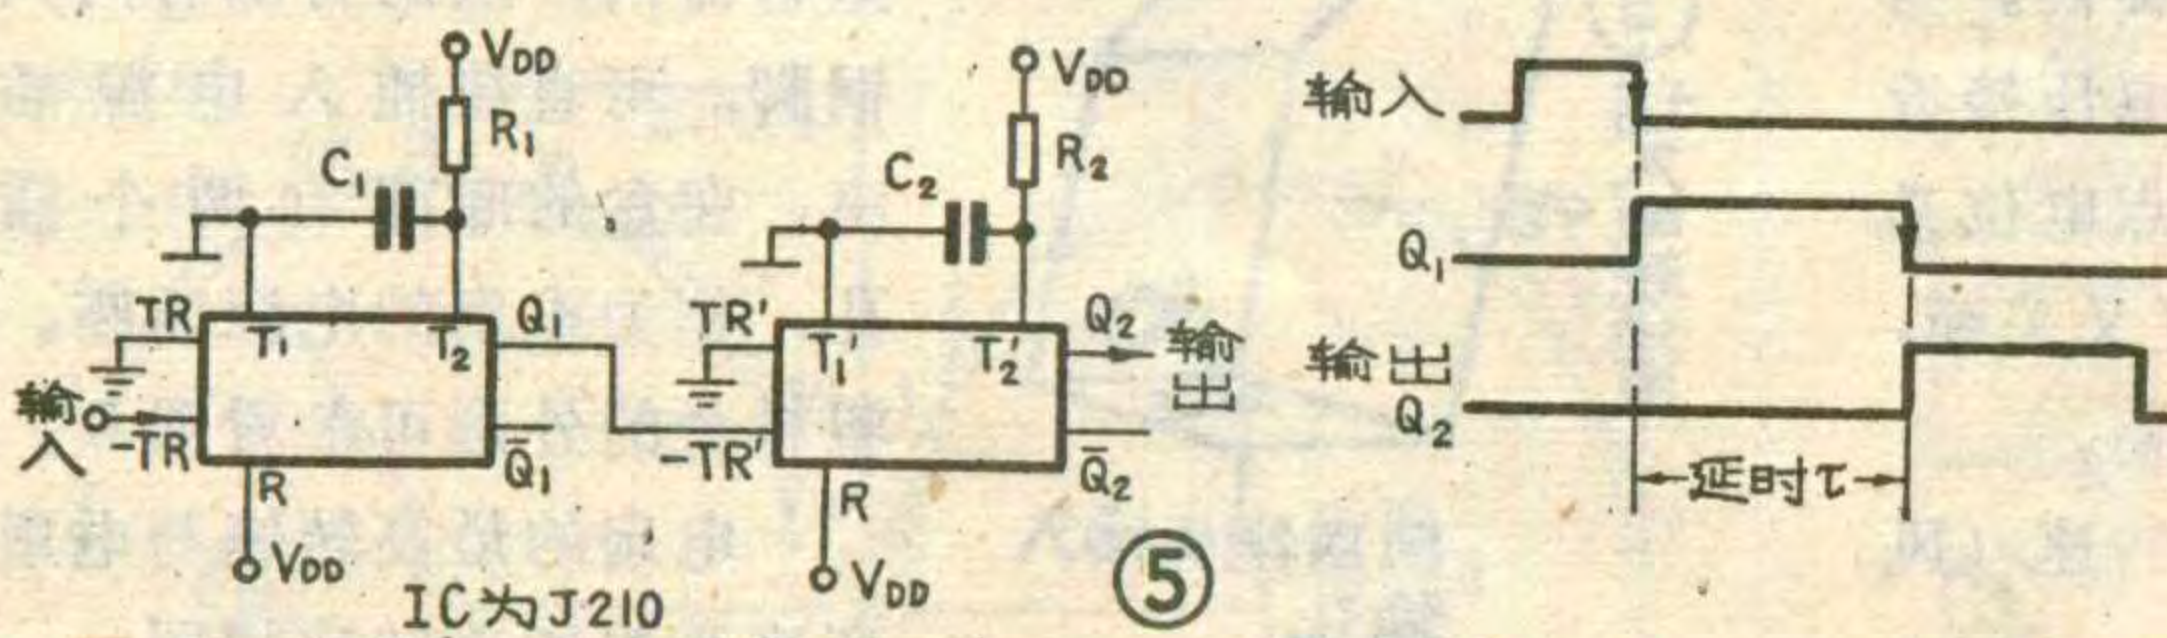 VDD
R1
C1
TR
T1
T2
Q1
输入
-TR
Q̄1
R
VDD
IC为J210
VDD
R2
C2
TR'
T1'
T2'
Q2
输出
-TR'
Q̄2
R
VDD
⑤
输入
Q1
输出
Q2
延时τ